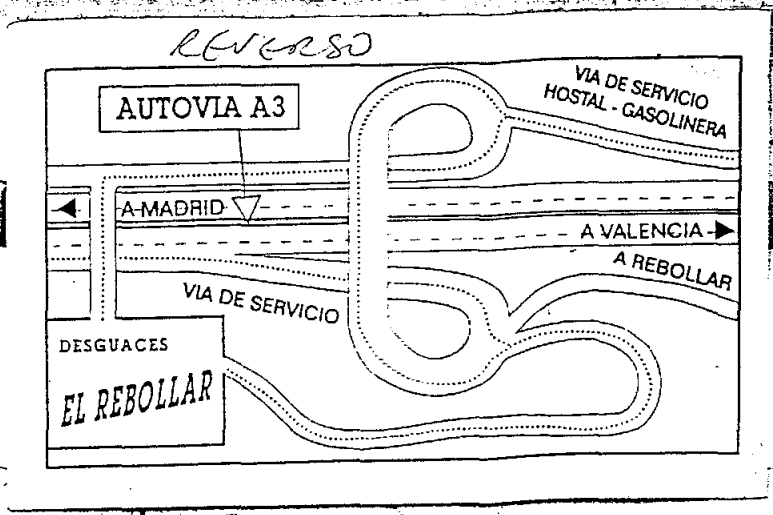 REVERSO
AUTOVIA A3
VIA DE SERVICIO
HOSTAL - GASOLINERA
A MADRID
A VALENCIA
A REBOLLAR
VIA DE SERVICIO
DESGUACES
EL REBOLLAR